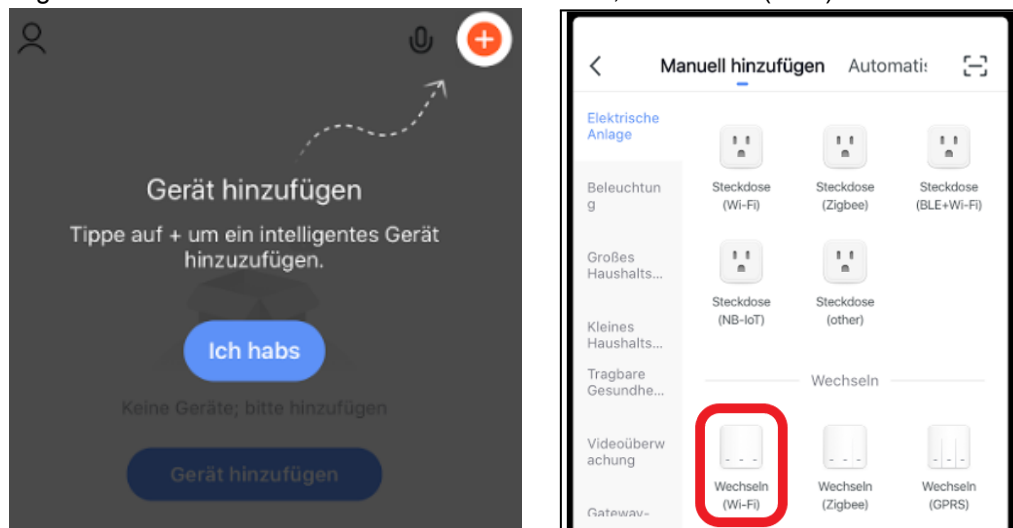 Gerät hinzufügen
Tippe auf + um ein intelligentes Gerät
hinzuzufügen.
Ich habs
Keine Geräte; bitte hinzufügen
Gerät hinzufügen
Manuell hinzufügen Automatis
Elektrische
Anlage
Beleuchtun
g
Großes
Haushalts...
Kleines
Haushalts...
Tragbare
Gesundhe...
Videoüberw
achung
Gateway-
Steckdose
(Wi-Fi)
Steckdose
(Zigbee)
Steckdose
(BLE+Wi-Fi)
Steckdose
(NB-IoT)
Steckdose
(other)
Wechseln
Wechseln
(Wi-Fi)
Wechseln
(Zigbee)
Wechseln
(GPRS)